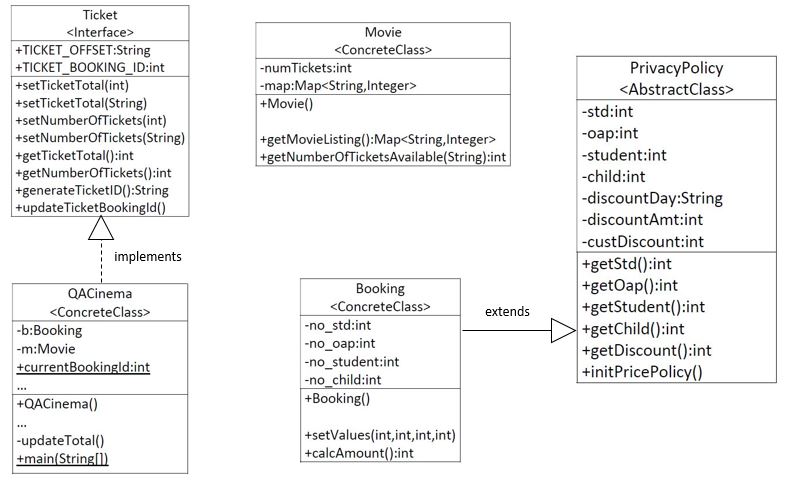 Ticket
<Interface>
+TICKET_OFFSET:String
+TICKET_BOOKING_ID:int
+setTicketTotal(int)
+setTicketTotal(String)
+setNumberOfTickets(int)
+setNumberOfTickets(String)
+getTicketTotal():int
+getNumberOfTickets():int
+generateTicketID():String
+updateTicketBookingId()
implements
QACinema
<ConcreteClass>
-b:Booking
-m:Movie
+currentBookingId:int
...
+QACinema()
...
-updateTotal()
+main(String[])
Movie
<ConcreteClass>
-numTickets:int
-map:Map<String,Integer>
+Movie()
+getMovieListing():Map<String,Integer>
+getNumberOfTicketsAvailable(String):int
Booking
<ConcreteClass>
-no_std:int
-no_oap:int
-no_student:int
-no_child:int
+Booking()
+setValues(int,int,int,int)
+calcAmount():int
extends
PrivacyPolicy
<AbstractClass>
-std:int
-oap:int
-student:int
-child:int
-discountDay:String
-discountAmt:int
-custDiscount:int
+getStd():int
+getOap():int
+getStudent():int
+getChild():int
+getDiscount():int
+initPricePolicy()